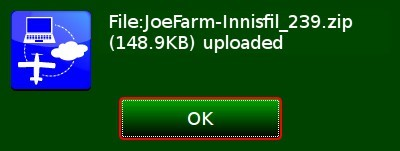 File:JoeFarm-Innisfil_239.zip
(148.9KB) uploaded
OK